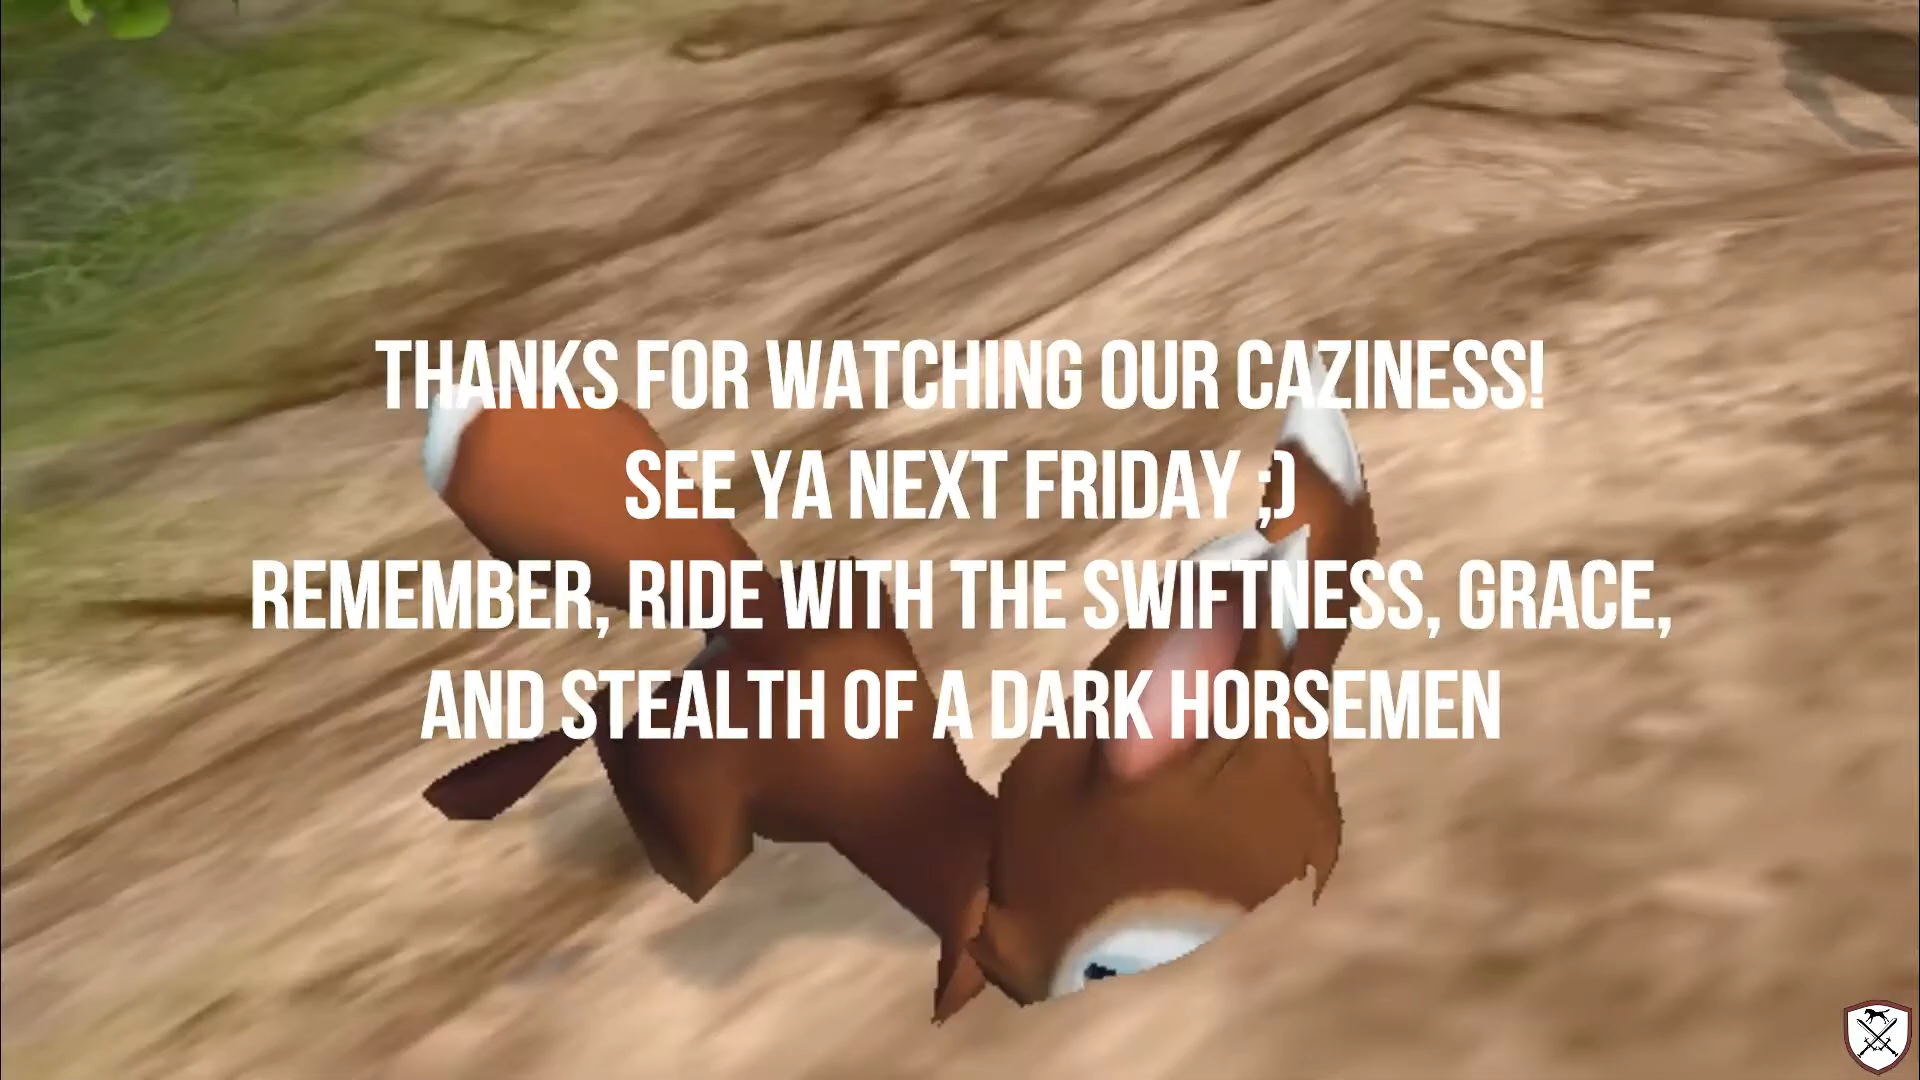 THANKS FOR WATCHING OUR CAZINESS!
SEE YA NEXT FRIDAY ;)
REMEMBER, RIDE WITH THE SWIFTNESS, GRACE,
AND STEALTH OF A DARK HORSEMEN